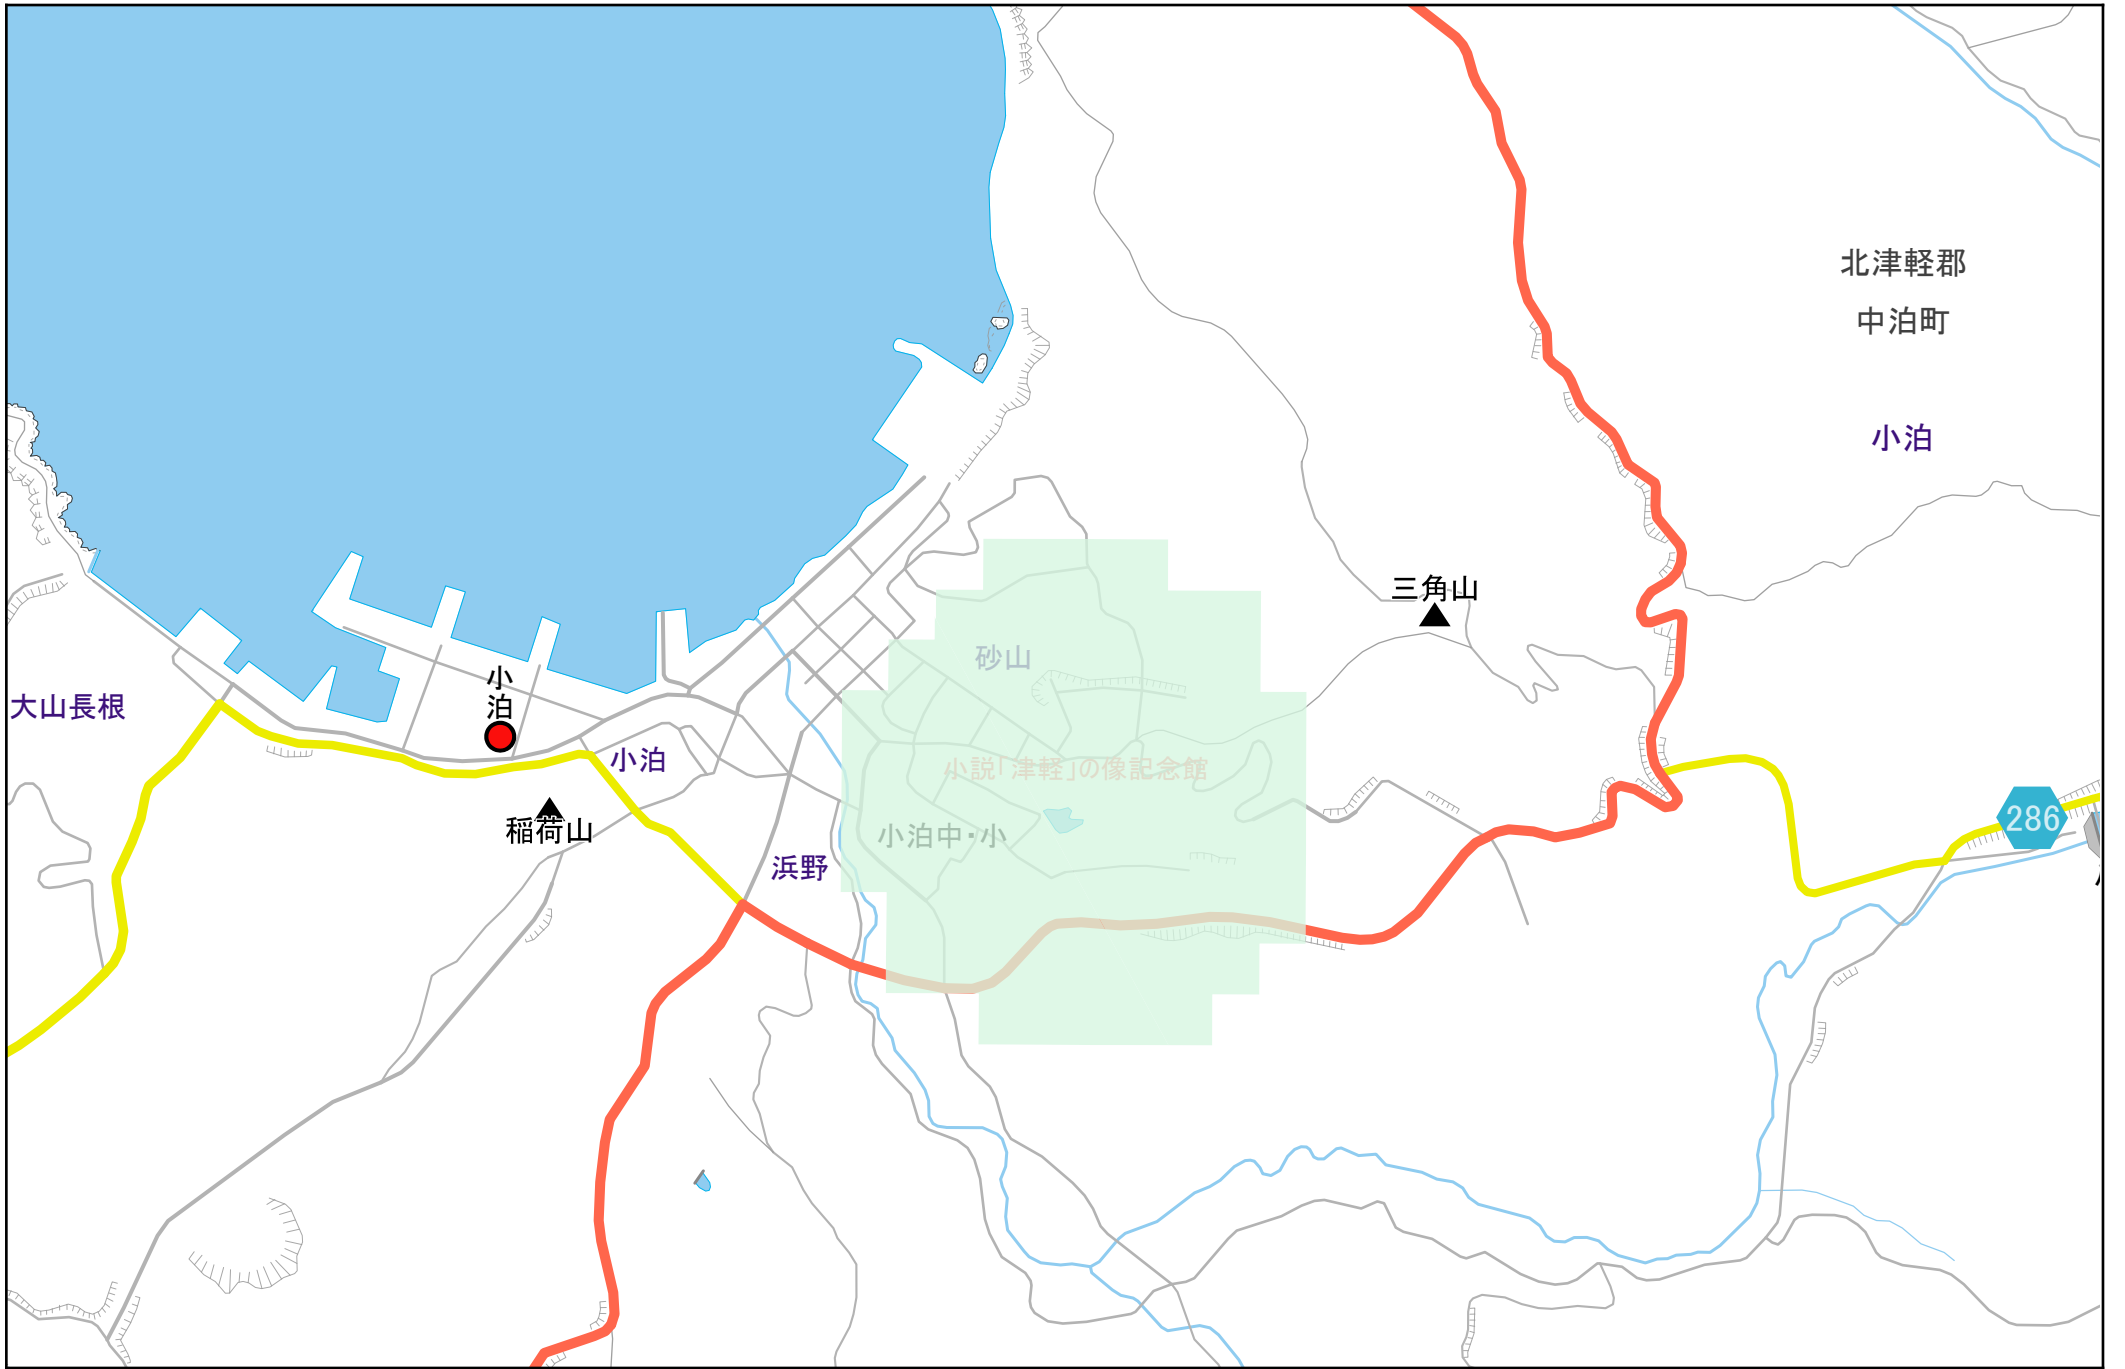 北津軽郡
中泊町
小泊
三角山
砂山
小泊
大山長根
小泊
小説「津軽」の像記念館
286
稲荷山
小泊中・小
浜野